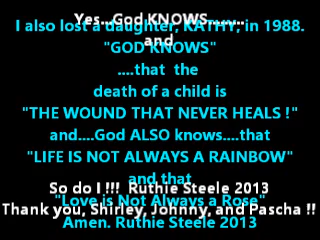 Yes...God KNOWS........
I also lost a daughter, KATHY, in 1988.
and
"GOD KNOWS"
....that the
death of a child is
"THE WOUND THAT NEVER HEALS !"
and....God ALSO knows....that
"LIFE IS NOT ALWAYS A RAINBOW"
and that
So do I !!! Ruthie Steele 2013
"Love is Not Always a Rose"
Thank you, Shirley, Johnny, and Pascha !!
Amen. Ruthie Steele 2013